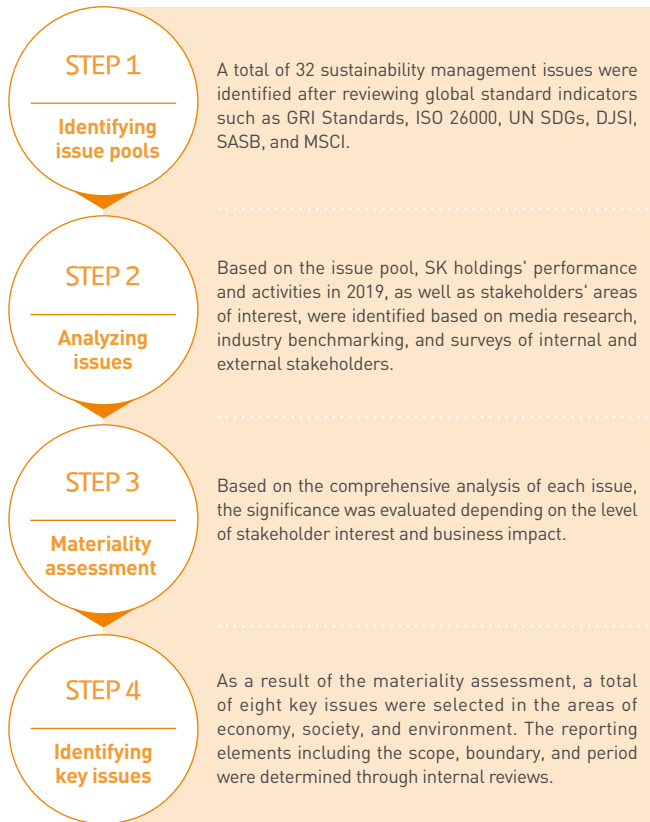 STEP 1
Identifying
issue pools
A total of 32 sustainability management issues were
identified after reviewing global standard indicators
such as GRI Standards, ISO 26000, UN SDGs, DJSI,
SASB, and MSCI.
STEP 2
Analyzing
issues
Based on the issue pool, SK holdings' performance
and activities in 2019, as well as stakeholders' areas
of interest, were identified based on media research,
industry benchmarking, and surveys of internal and
external stakeholders.
STEP 3
Materiality
assessment
Based on the comprehensive analysis of each issue,
the significance was evaluated depending on the level
of stakeholder interest and business impact.
STEP 4
Identifying
key issues
As a result of the materiality assessment, a total
of eight key issues were selected in the areas of
economy, society, and environment. The reporting
elements including the scope, boundary, and period
were determined through internal reviews.